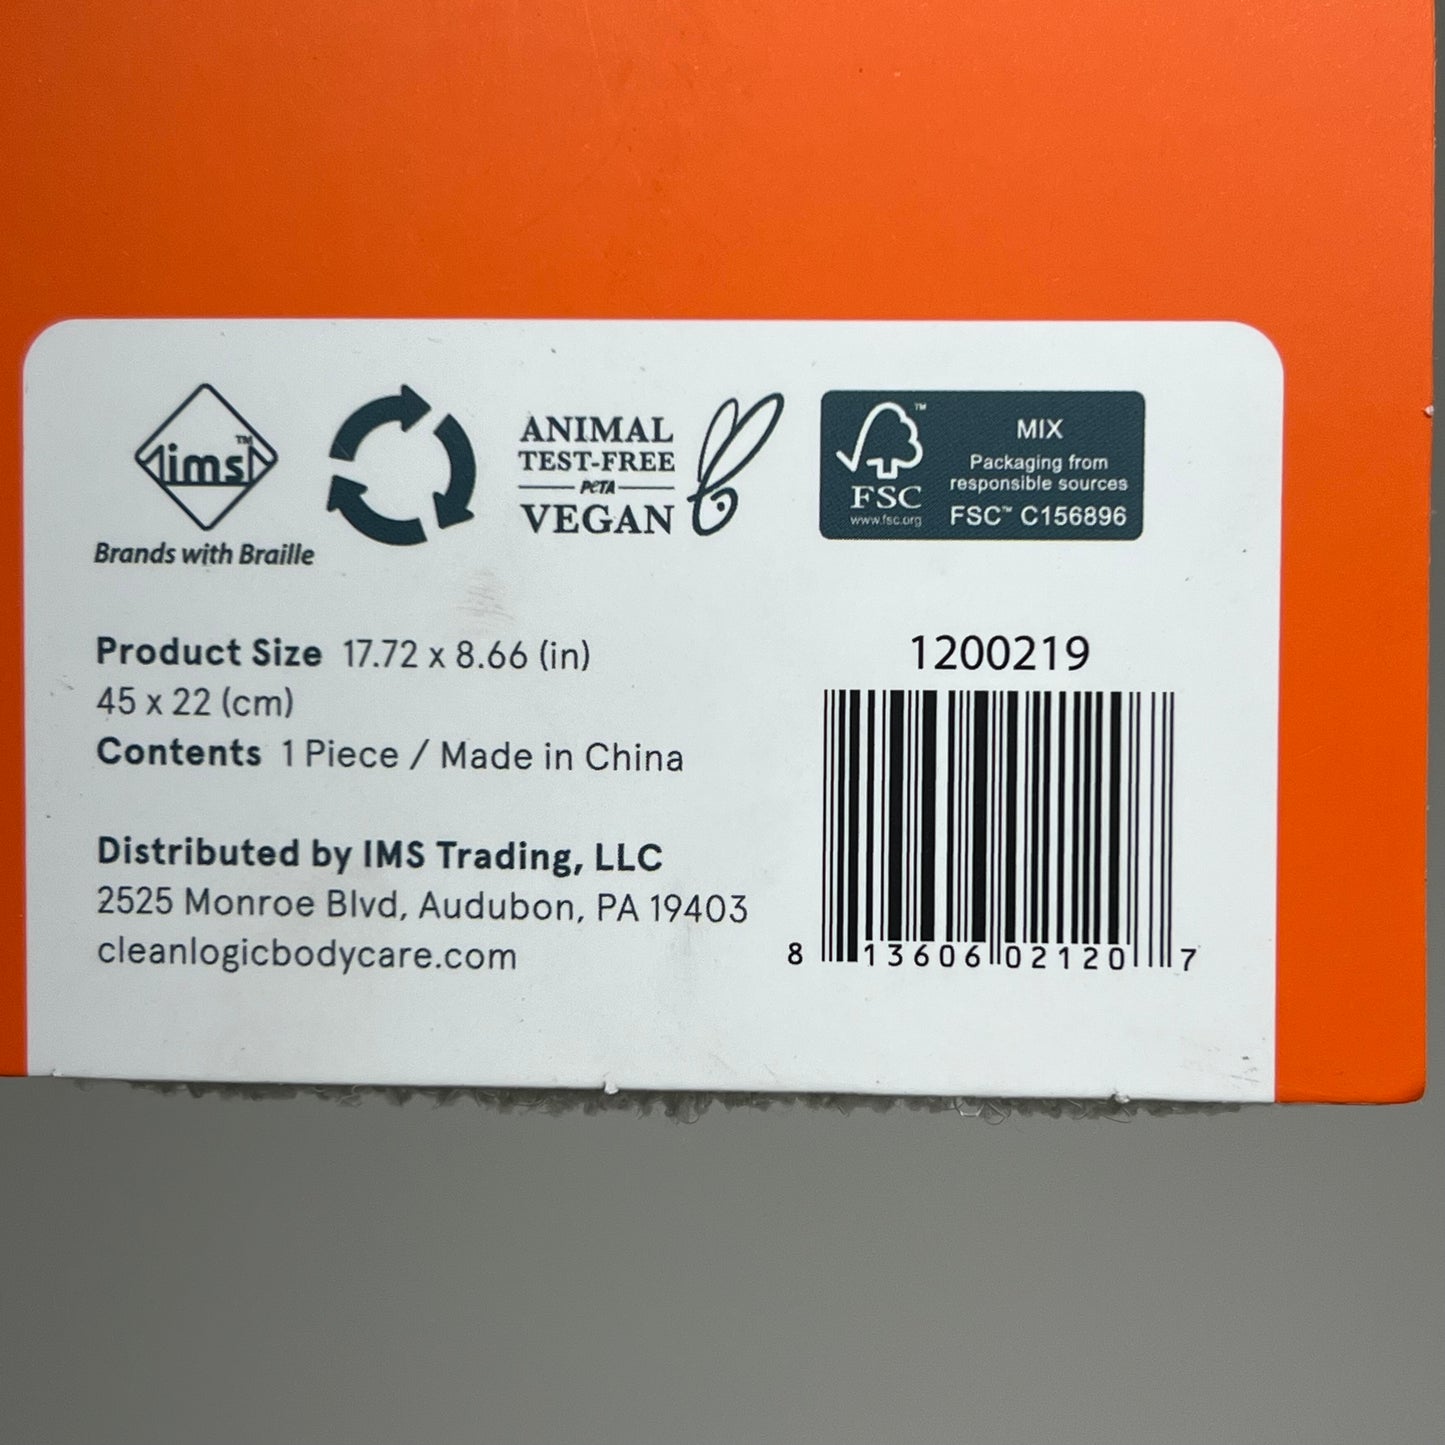 ims™
Brands with Braille
ANIMAL
TEST-FREE
PETA
VEGAN
FSC™
www.fsc.org
MIX
Packaging from
responsible sources
FSC™ C156896
Product Size 17.72 x 8.66 (in)
45 x 22 (cm)
Contents 1 Piece / Made in China
Distributed by IMS Trading, LLC
2525 Monroe Blvd, Audubon, PA 19403
cleanlogicbodycare.com
1200219
8 13606 02120 7